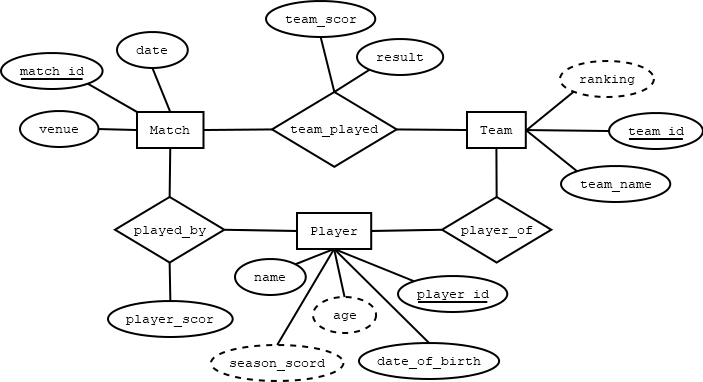 team_scor
date
result
match_id
ranking
venue
Match
team_played
Team
team_id
team_name
played_by
Player
player_of
name
player_id
age
player_scor
season_scord
date_of_birth